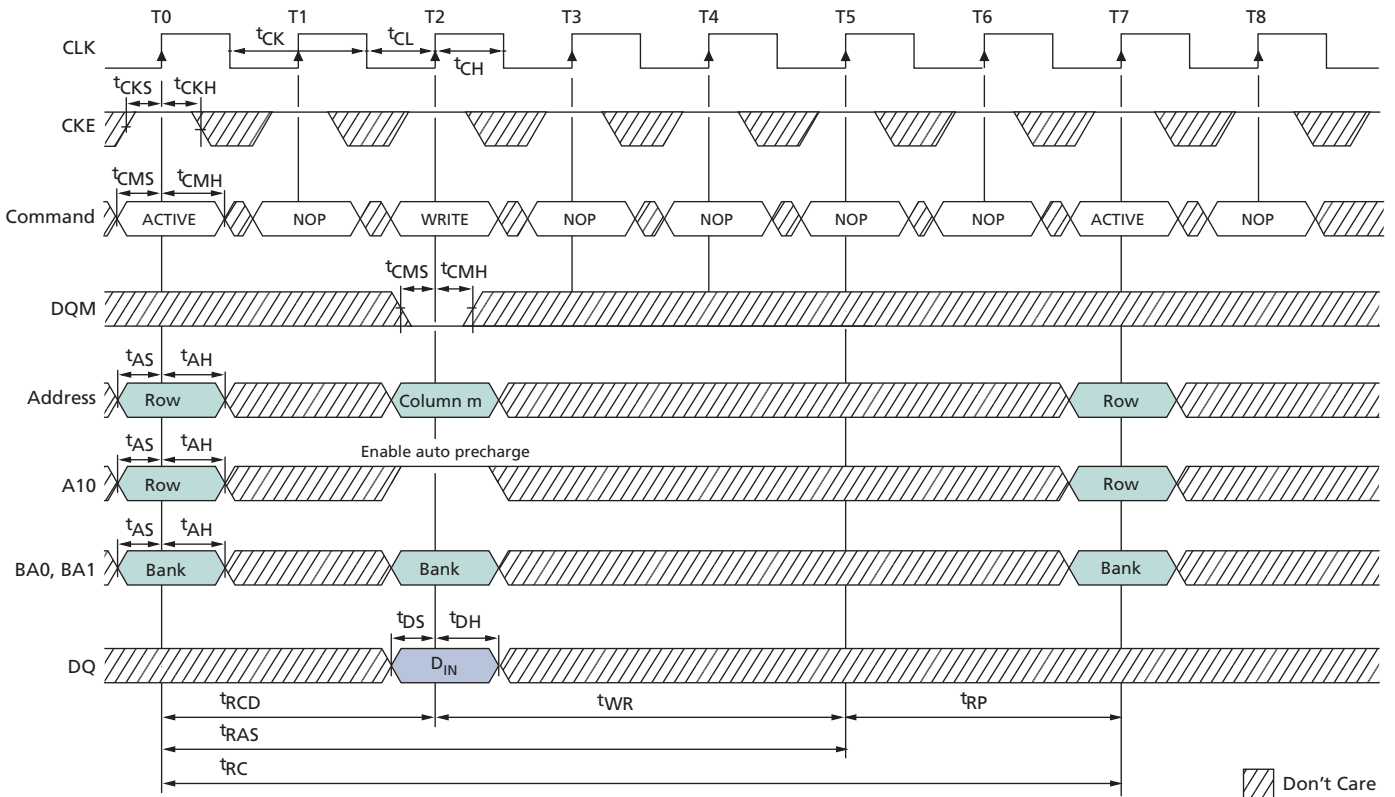 T0 T1 T2 T3 T4 T5 T6 T7 T8
CLK
tCK tCL
tCH
tCKS tCKH
CKE
tCMS tCMH
Command ACTIVE NOP WRITE NOP NOP NOP NOP ACTIVE NOP
tCMS tCMH
DQM
tAS tAH
Address Row Column m Row
tAS tAH Enable auto precharge
A10 Row Row
tAS tAH
BA0, BA1 Bank Bank Bank
tDS tDH
DQ DIN
tRCD tWR tRP
tRAS
tRC
Don't Care